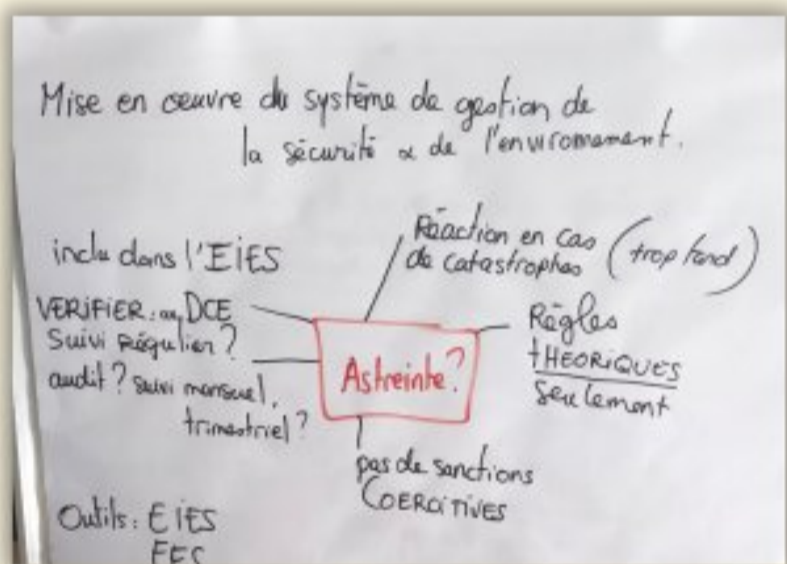 Mise en œuvre du système de gestion de
la sécurité & de l'enviromement.
inclu dans l'EIES
VERIFIER: au DCE
Suivi Régulier?
audit? suivi mensuel,
trimestriel?
Réaction en cas
de catastrophes (trop tard)
Règles
tHEORIQUES
Seulement
Astreinte?
pas de sanctions
COERCITIVES
Outils: EIES